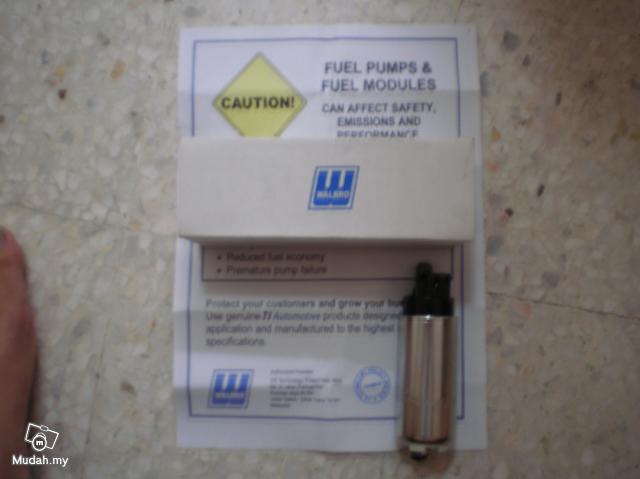 FUEL PUMPS &
FUEL MODULES
CAUTION!
CAN AFFECT SAFETY,
EMISSIONS AND
PERFORMANCE
WALBRO
• Reduced fuel economy
• Premature pump failure
Protect your customers and grow your
Use genuine TI Automotive products designed
application and manufactured to the highest
specifications.
WALBRO
Mudah.my